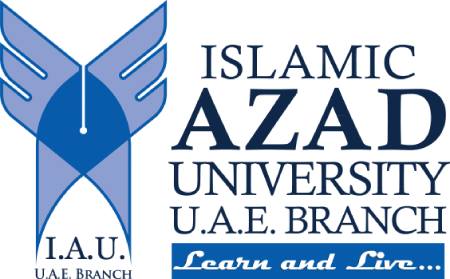 I.A.U.
U.A.E. BRANCH
ISLAMIC
AZAD
UNIVERSITY
U.A.E. BRANCH
Learn and Live...